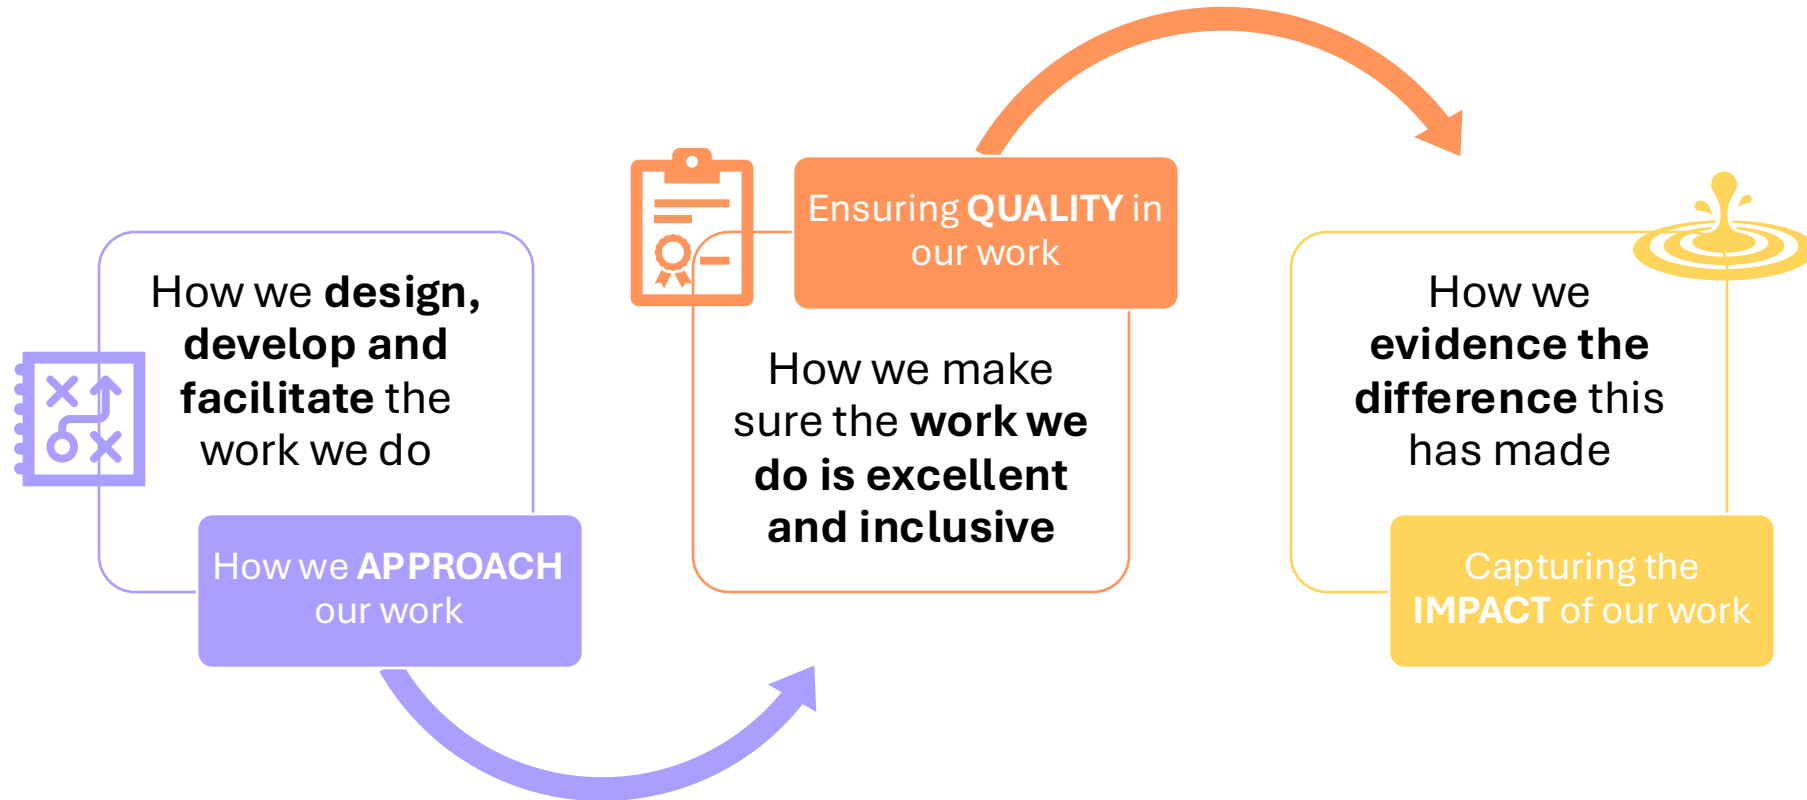 How we design,
develop and
facilitate the
work we do
How we APPROACH
our work
Ensuring QUALITY in
our work
How we make
sure the work we
do is excellent
and inclusive
How we
evidence the
difference this
has made
Capturing the
IMPACT of our work